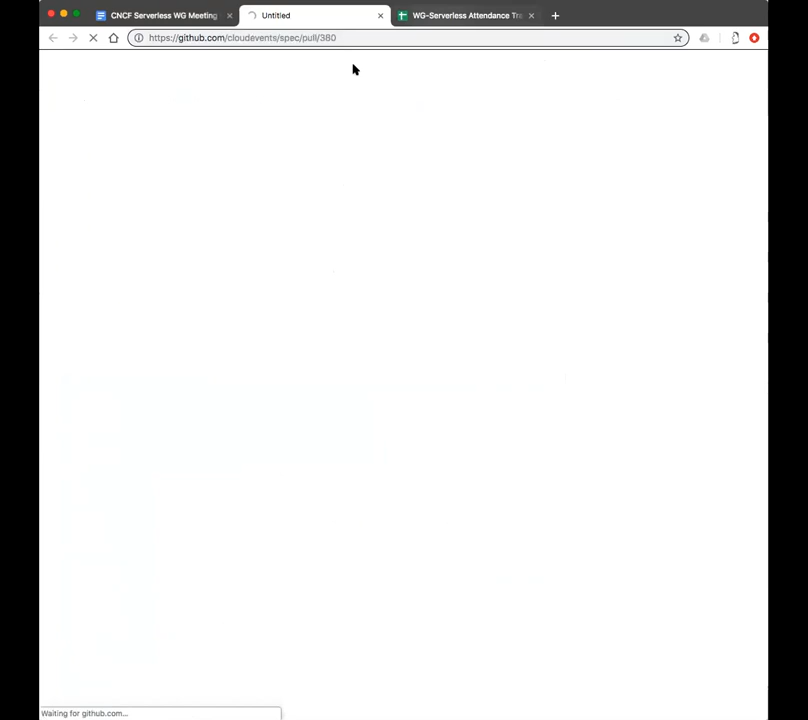 CNCF Serverless WG Meeting
Untitled
WG-Serverless Attendance Tra
https://github.com/cloudevents/spec/pull/380
Waiting for github.com...